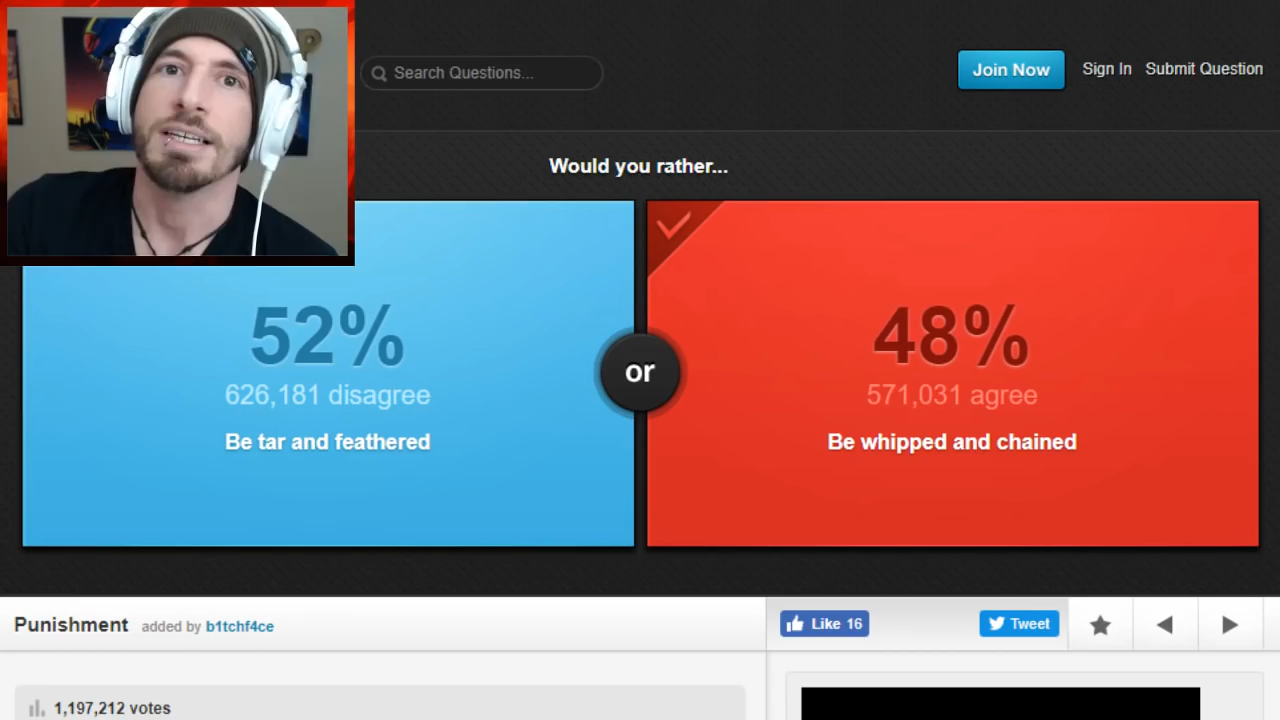 Search Questions...
Join Now
Sign In
Submit Question
Would you rather...
52%
626,181 disagree
Be tar and feathered
or
48%
571,031 agree
Be whipped and chained
Punishment added by b1tchf4ce
Like 16
Tweet
1,197,212 votes